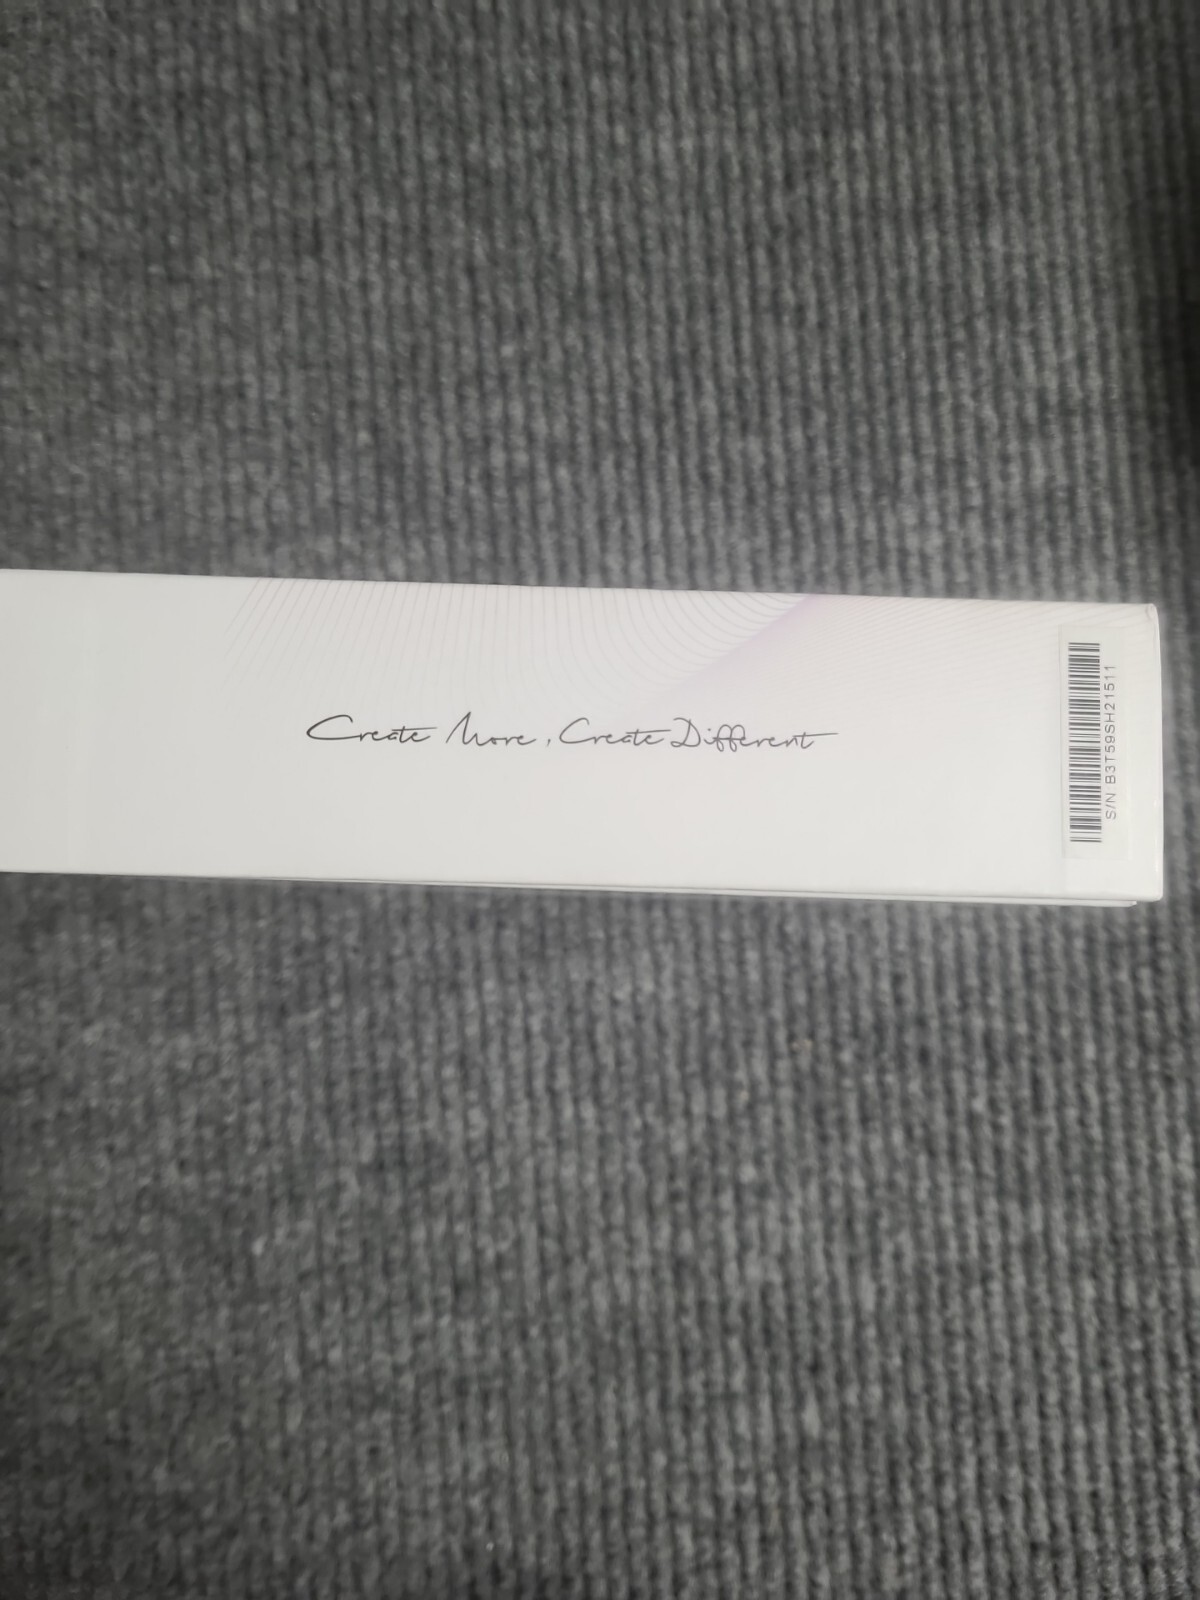 Create More, Create Different
S/N: B3T59SH21511